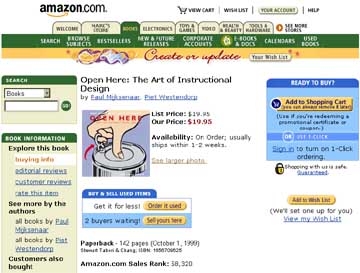 amazon.com.
VIEW CART | WISH LIST | YOUR ACCOUNT | HELP
WELCOME
STORE
BOOKS
ELECTRONICS
TOYS & GAMES
VIDEO
HEALTH & BEAUTY
TOOLS & HARDWARE
SEE MORE STORES
SEARCH
BROWSE SUBJECTS
BESTSELLERS
NEW & FUTURE RELEASES
CORPORATE ACCOUNTS
E-BOOKS & DOCS
CALENDARS
USED BOOKS
Create or update
Your Wish List
SEARCH
Books
GO!
BOOK INFORMATION
Explore this book
buying info
editorial reviews
customer reviews
rate this item
See more by the authors
all books by Paul Mijksenaar
all books by Piet Westendorp
Customers also bought
Open Here: The Art of Instructional Design
by Paul Mijksenaar, Piet Westendorp
OPEN HERE
List Price: $19.95
Our Price: $19.95
Availability: On Order; usually ships within 1-2 weeks.
See larger photo
BUY & SELL USED ITEMS
Get it for less!
Order it used
2 buyers waiting!
Sell yours here
Paperback - 142 pages (October 1, 1999)
Stewart Tabori & Chang; ISBN: 1556709625
Amazon.com Sales Rank: 38,320
READY TO BUY?
Add to Shopping Cart
(you can always remove it later)
(Use if you're redeeming a promotional certificate or coupon.)
OR USE 1-CLICK
Sign in to turn on 1-Click ordering.
Shopping with us is safe.
Guaranteed.
Add to Wish List
(We'll set one up for you)
View my Wish List